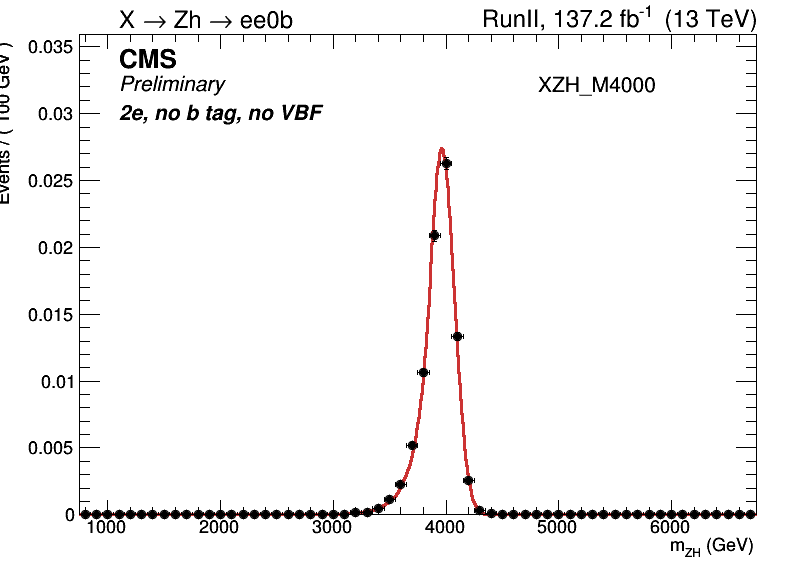 X → Zh → ee0b
RunII, 137.2 fb⁻¹ (13 TeV)
CMS
Preliminary
2e, no b tag, no VBF
XZH_M4000
Events / ( 100 GeV )
0.035
0.03
0.025
0.02
0.015
0.01
0.005
0
1000 2000 3000 4000 5000 6000
m_ZH (GeV)